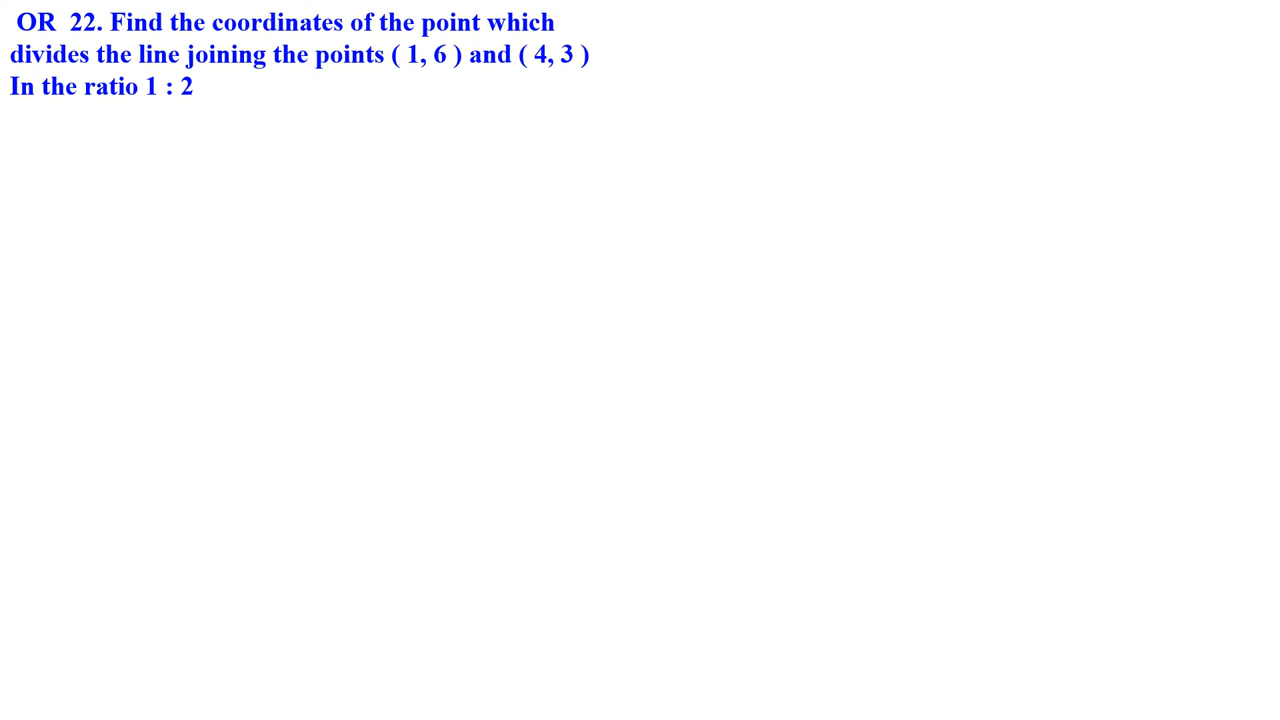 OR 22. Find the coordinates of the point which
divides the line joining the points ( 1, 6 ) and ( 4, 3 )
In the ratio 1 : 2